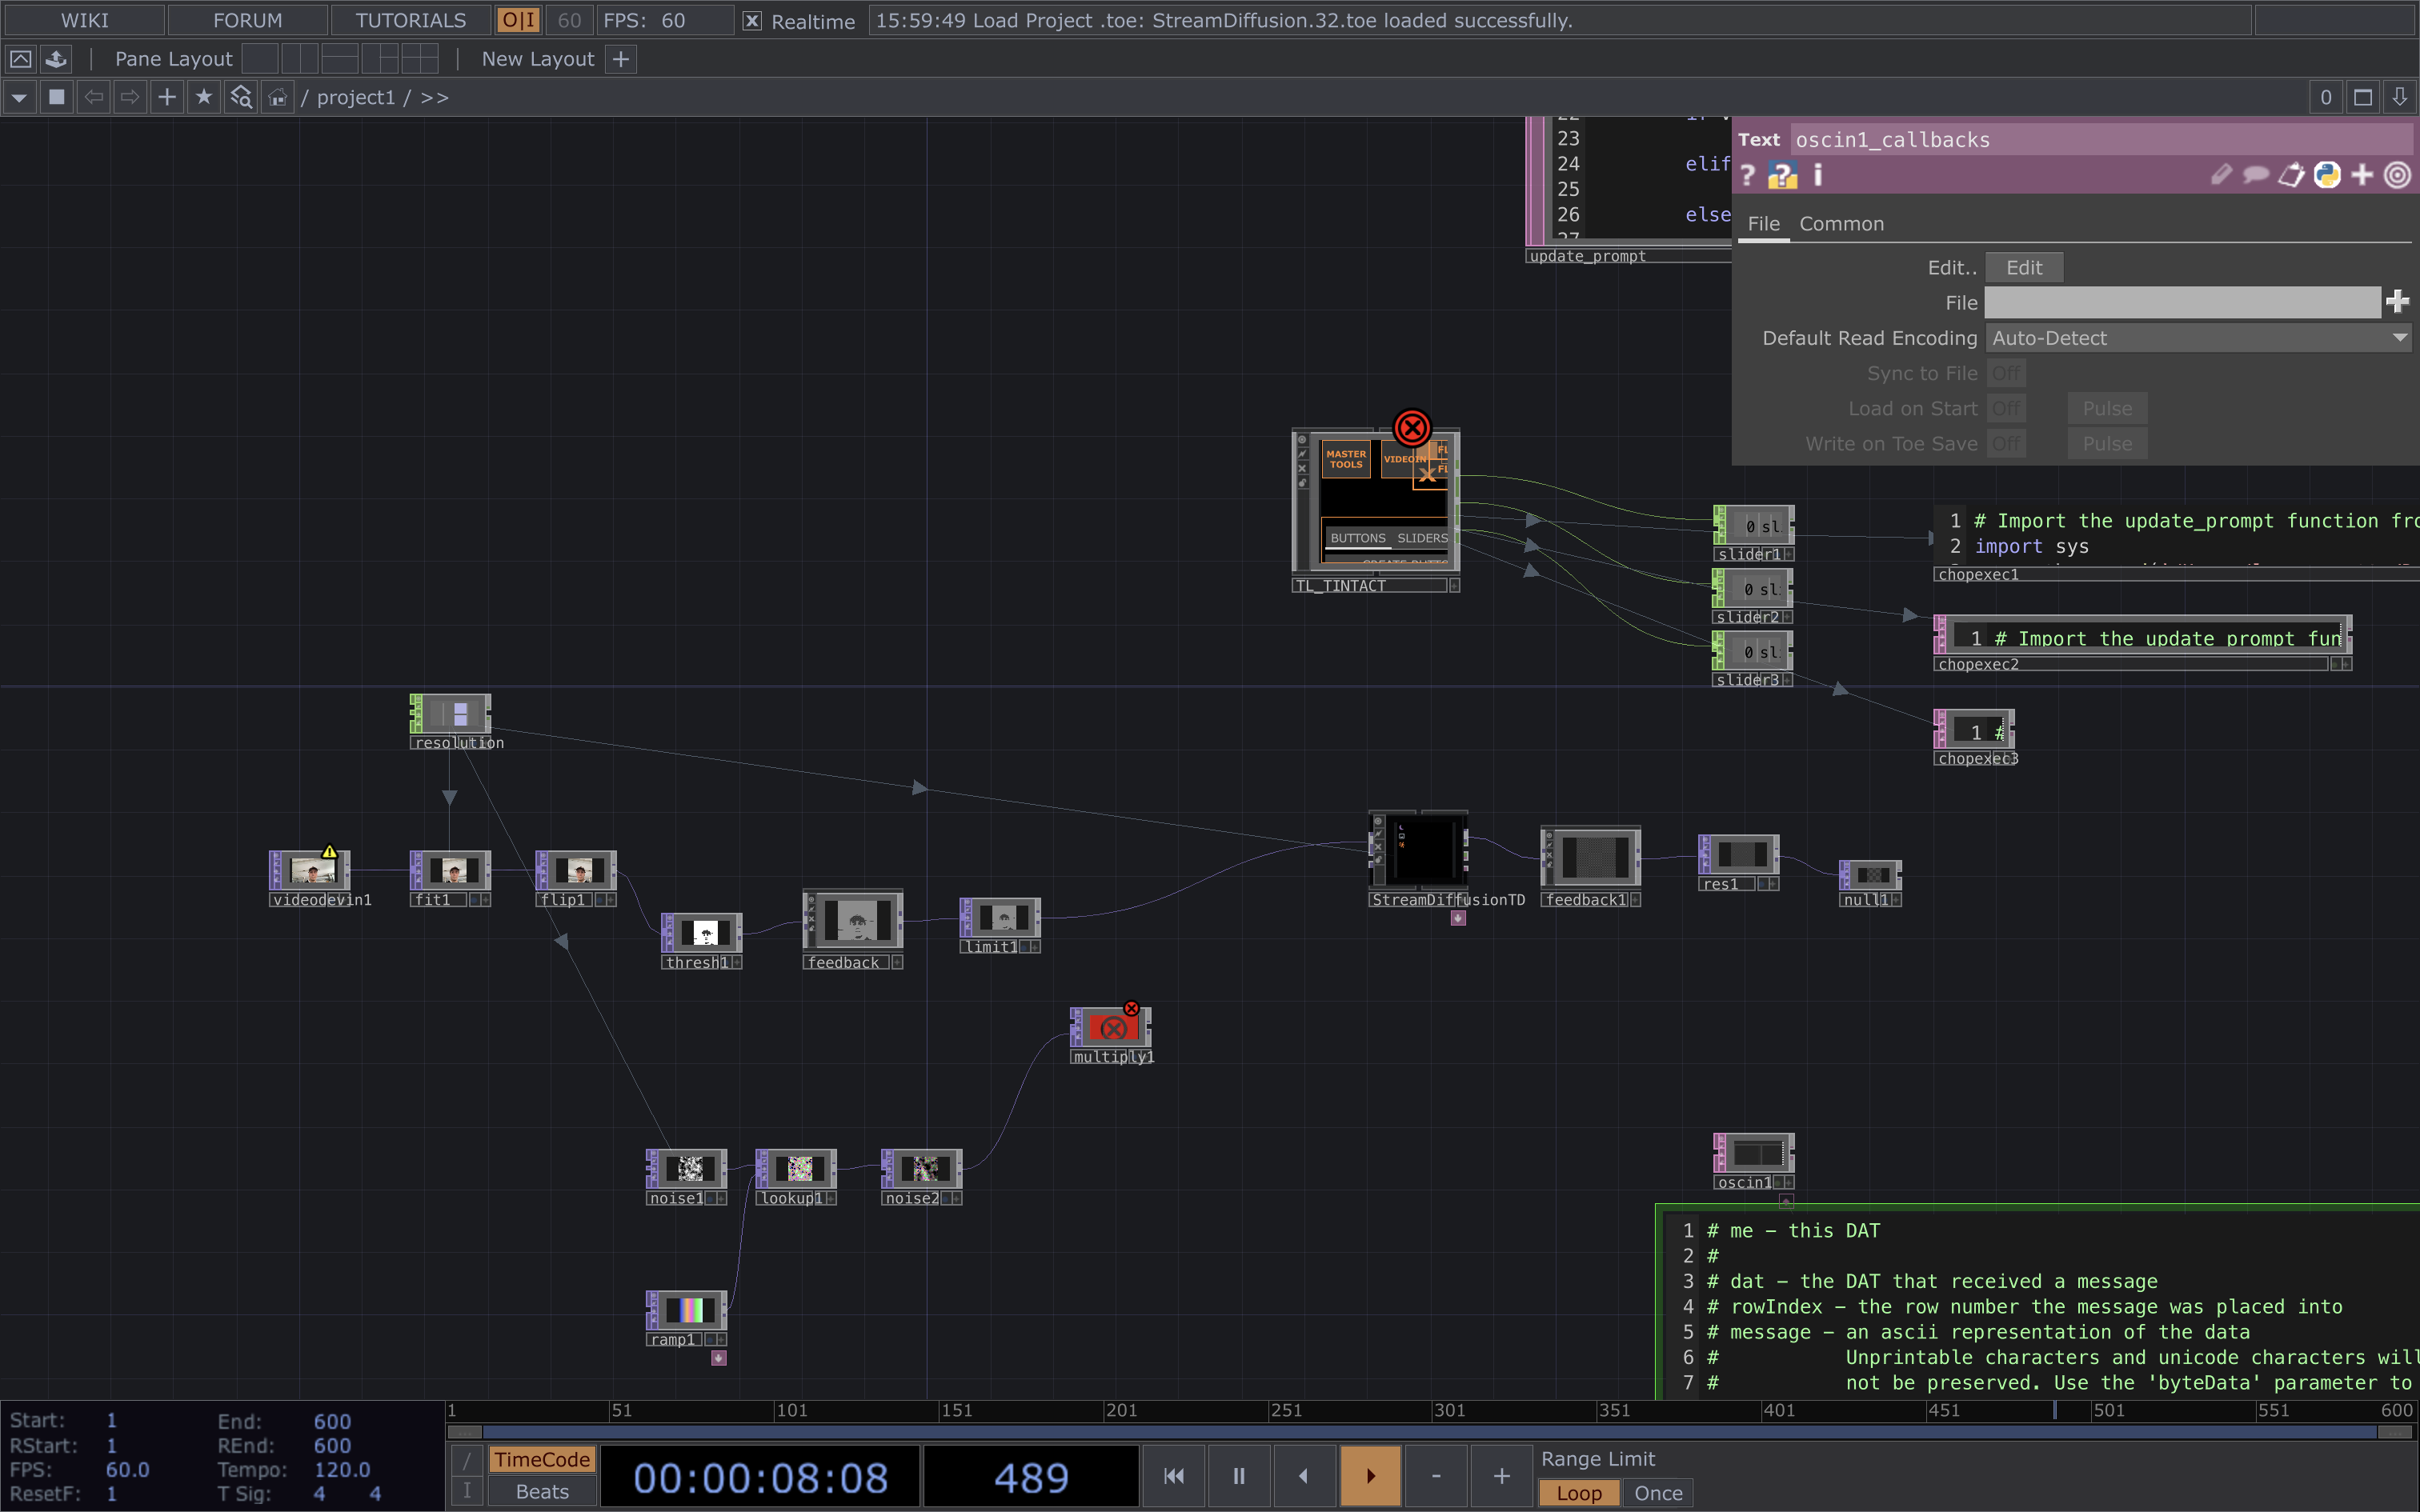 WIKI FORUM TUTORIALS O|I 60 FPS: 60 Realtime 15:59:49 Load Project .toe: StreamDiffusion.32.toe loaded successfully.
Pane Layout New Layout
/ project1 / >> 0
23
24 elif
25
26 else
update_prompt
Text oscin1_callbacks
File Common
Edit.. Edit
File
Default Read Encoding Auto-Detect
Sync to File Off
Load on Start Off Pulse
Write on Toe Save Off Pulse
MASTER TOOLS VIDEOIN
BUTTONS SLIDERS
TL_TINTACT
0 sl
slider1
0 sl
slider2
0 sl
slider3
1 # Import the update_prompt function fro
2 import sys
chopexec1
1 # Import the update prompt fun
chopexec2
1 #
chopexec3
resolution
videodevin1
fit1
flip1
thresh1
feedback
limit1
StreamDiffusionTD
feedback1
res1
null1
multiply1
noise1
lookup1
noise2
ramp1
oscin1
1 # me - this DAT
2 #
3 # dat - the DAT that received a message
4 # rowIndex - the row number the message was placed into
5 # message - an ascii representation of the data
6 # Unprintable characters and unicode characters will
7 # not be preserved. Use the 'byteData' parameter to
1 51 101 151 201 251 301 351 401 451 501 551 600
Start: 1 End: 600
RStart: 1 REnd: 600
FPS: 60.0 Tempo: 120.0
ResetF: 1 T Sig: 4 4
TimeCode
Beats
00:00:08:08 489
Range Limit
Loop Once